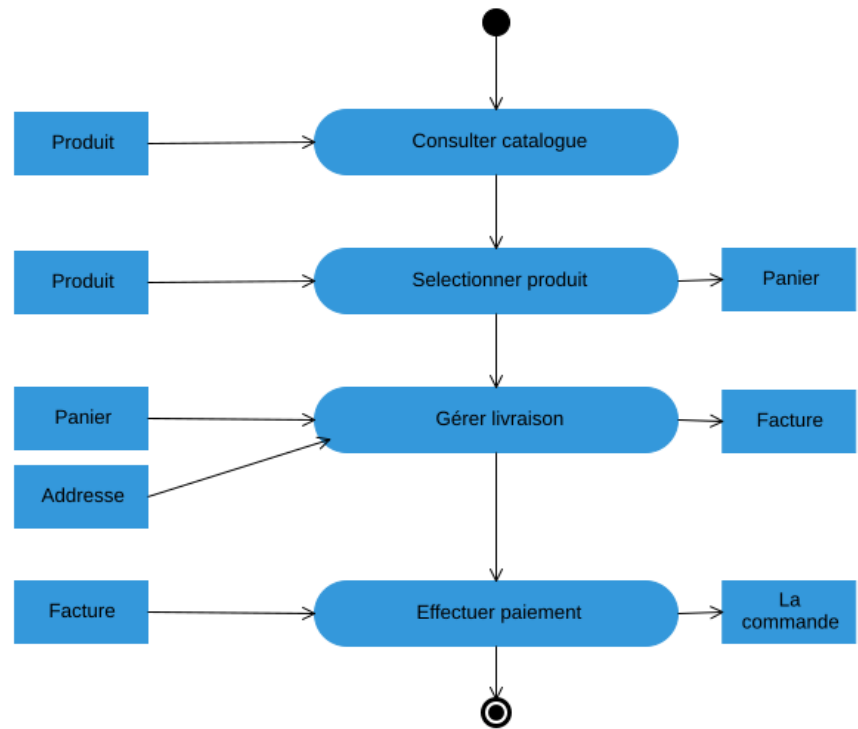 Produit
Consulter catalogue
Produit
Selectionner produit
Panier
Panier
Gérer livraison
Facture
Addresse
Facture
Effectuer paiement
La
commande